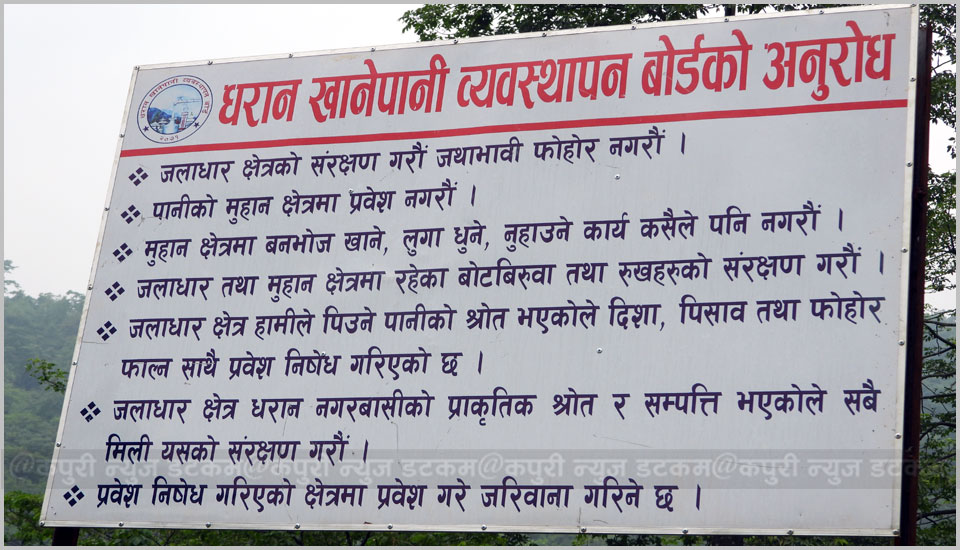 धरान खानेपानी व्यवस्थापन बोर्डको अनुरोध
२०२१
❖ जलाधार क्षेत्रको संरक्षण गरौं जथाभावी फोहोर नगरौं ।
❖ पानीको मुहान क्षेत्रमा प्रवेश नगरौं ।
❖ मुहान क्षेत्रमा बनभोज खाने, लुगा धुने, नुहाउने कार्य कसैले पनि नगरौं ।
❖ जलाधार तथा मुहान क्षेत्रमा रहेका बोटबिरुवा तथा रुखहरुको संरक्षण गरौं ।
❖ जलाधार क्षेत्र हामीले पिउने पानीको श्रोत भएकोले दिशा, पिसाव तथा फोहोर
फाल्न साथै प्रवेश निषोध गरिएको छ ।
❖ जलाधार क्षेत्र धरान नगरबासीको प्राकृतिक श्रोत र सम्पत्ति भएकोले सबै
मिली यसको संरक्षण गरौं ।
@कपुरी न्युज डटकम@कपुरी न्युज डटकम@कपुरी न्युज डटकम
❖ प्रवेश निषोध गरिएको क्षेत्रमा प्रवेश गरे जरिवाना गरिने छ ।